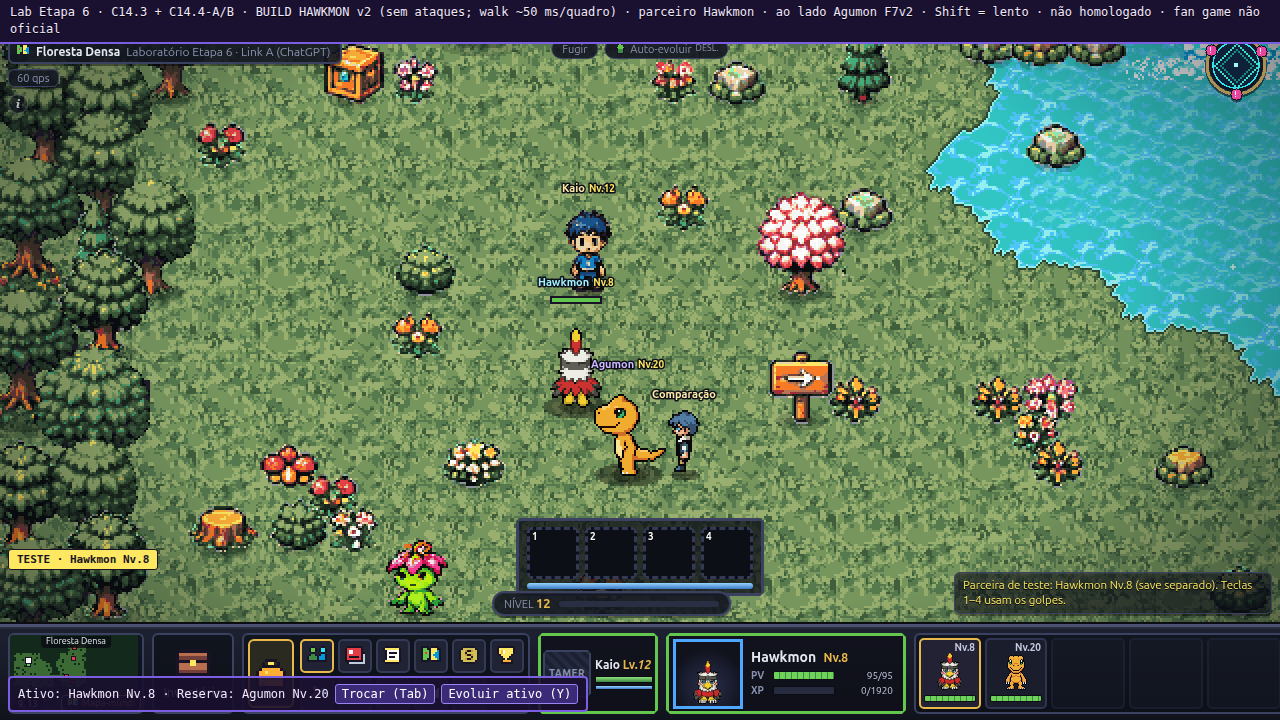 Lab Etapa 6 · C14.3 + C14.4-A/B · BUILD HAWKMON v2 (sem ataques; walk ~50 ms/quadro) · parceiro Hawkmon · ao lado Agumon F7v2 · Shift = lento · não homologado · fan game não
oficial
Floresta Densa Laboratório Etapa 6 · Link A (ChatGPT)
Fugir
Auto-evoluir DESL.
60 qps
i
Kaio Nv.12
Hawkmon Nv.8
Agumon Nv.20
Comparação
1 2 3 4
TESTE · Hawkmon Nv.8
Parceira de teste: Hawkmon Nv.8 (save separado). Teclas
1–4 usam os golpes.
NÍVEL 12
Floresta Densa
TAMER
Kaio Lv.12
Hawkmon Nv.8
PV 95/95
XP 0/1920
Nv.8
Nv.20
Ativo: Hawkmon Nv.8 · Reserva: Agumon Nv.20 Trocar (Tab) Evoluir ativo (Y)